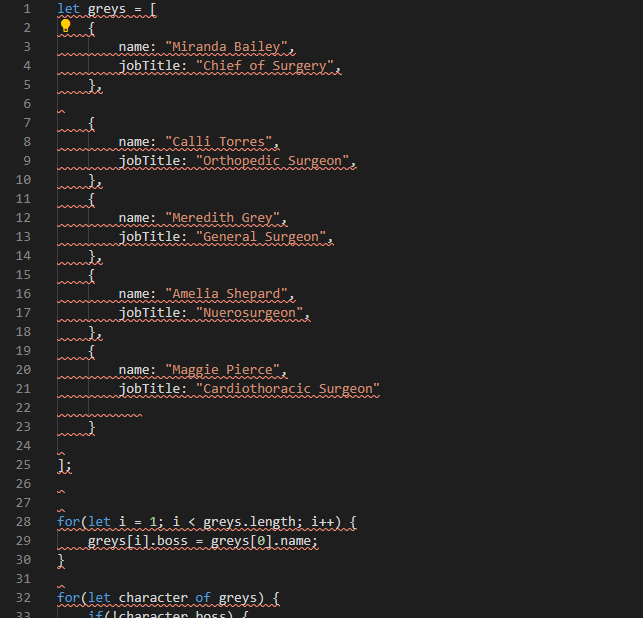 1 let greys = [
2 {
3 name: "Miranda Bailey",
4 jobTitle: "Chief of Surgery",
5 },
6
7 {
8 name: "Calli Torres",
9 jobTitle: "Orthopedic Surgeon",
10 },
11 {
12 name: "Meredith Grey",
13 jobTitle: "General Surgeon",
14 },
15 {
16 name: "Amelia Shepard",
17 jobTitle: "Nuerosurgeon",
18 },
19 {
20 name: "Maggie Pierce",
21 jobTitle: "Cardiothoracic Surgeon"
22
23 }
24
25 ];
26
27
28 for(let i = 1; i < greys.length; i++) {
29 greys[i].boss = greys[0].name;
30 }
31
32 for(let character of greys) {
33 if(!character.boss) {